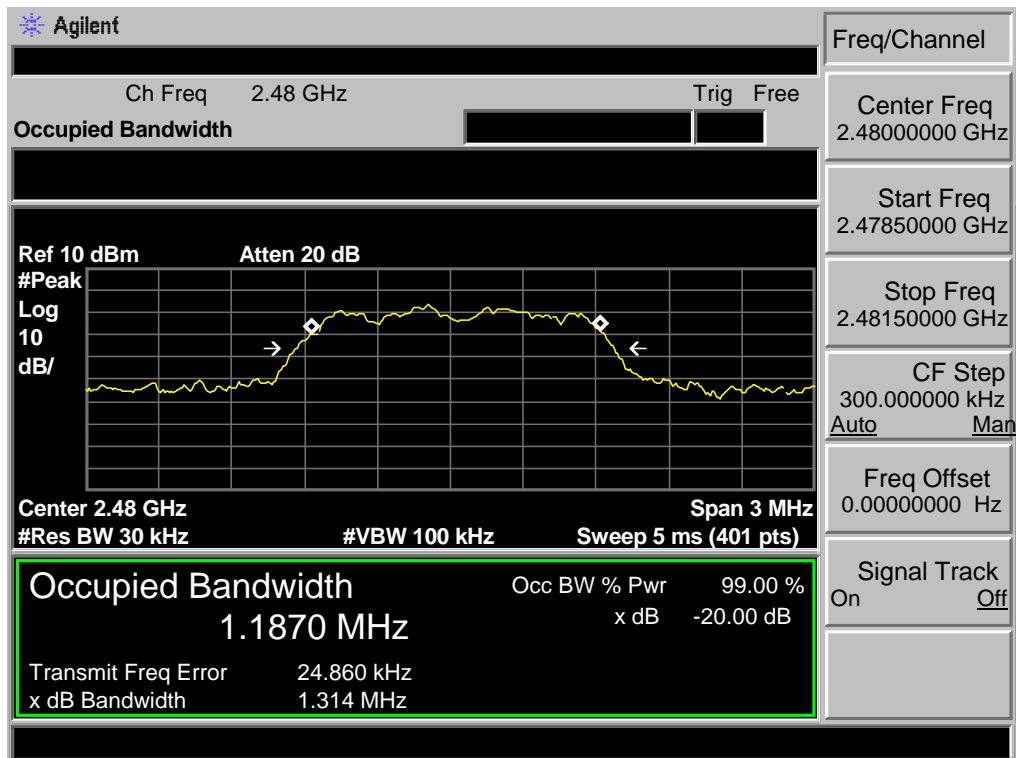 Agilent
Freq/Channel
Ch Freq 2.48 GHz Trig Free
Occupied Bandwidth
Center Freq
2.48000000 GHz
Start Freq
2.47850000 GHz
Stop Freq
2.48150000 GHz
CF Step
300.000000 kHz
Auto Man
Freq Offset
0.00000000 Hz
Signal Track
On Off
Ref 10 dBm Atten 20 dB
#Peak
Log
10
dB/
Center 2.48 GHz Span 3 MHz
#Res BW 30 kHz #VBW 100 kHz Sweep 5 ms (401 pts)
Occupied Bandwidth Occ BW % Pwr 99.00 %
1.1870 MHz x dB -20.00 dB
Transmit Freq Error 24.860 kHz
x dB Bandwidth 1.314 MHz